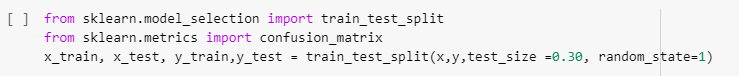 [ ] from sklearn.model_selection import train_test_split
from sklearn.metrics import confusion_matrix
x_train, x_test, y_train,y_test = train_test_split(x,y,test_size =0.30, random_state=1)